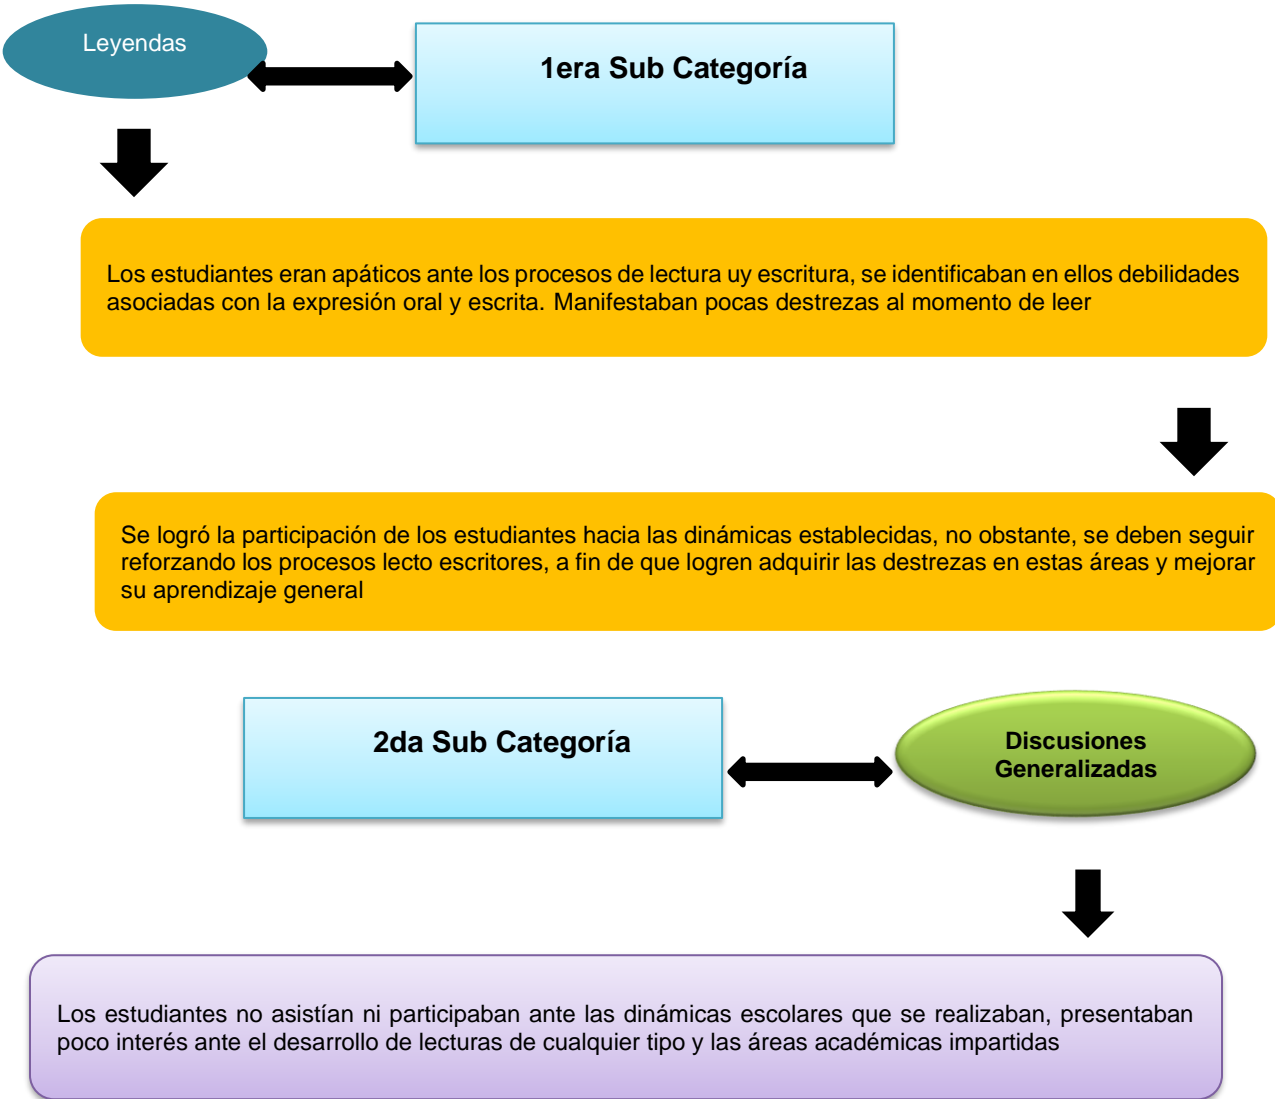 Leyendas
1era Sub Categoría
Los estudiantes eran apáticos ante los procesos de lectura uy escritura, se identificaban en ellos debilidades
asociadas con la expresión oral y escrita. Manifestaban pocas destrezas al momento de leer
Se logró la participación de los estudiantes hacia las dinámicas establecidas, no obstante, se deben seguir
reforzando los procesos lecto escritores, a fin de que logren adquirir las destrezas en estas áreas y mejorar
su aprendizaje general
2da Sub Categoría
Discusiones
Generalizadas
Los estudiantes no asistían ni participaban ante las dinámicas escolares que se realizaban, presentaban
poco interés ante el desarrollo de lecturas de cualquier tipo y las áreas académicas impartidas